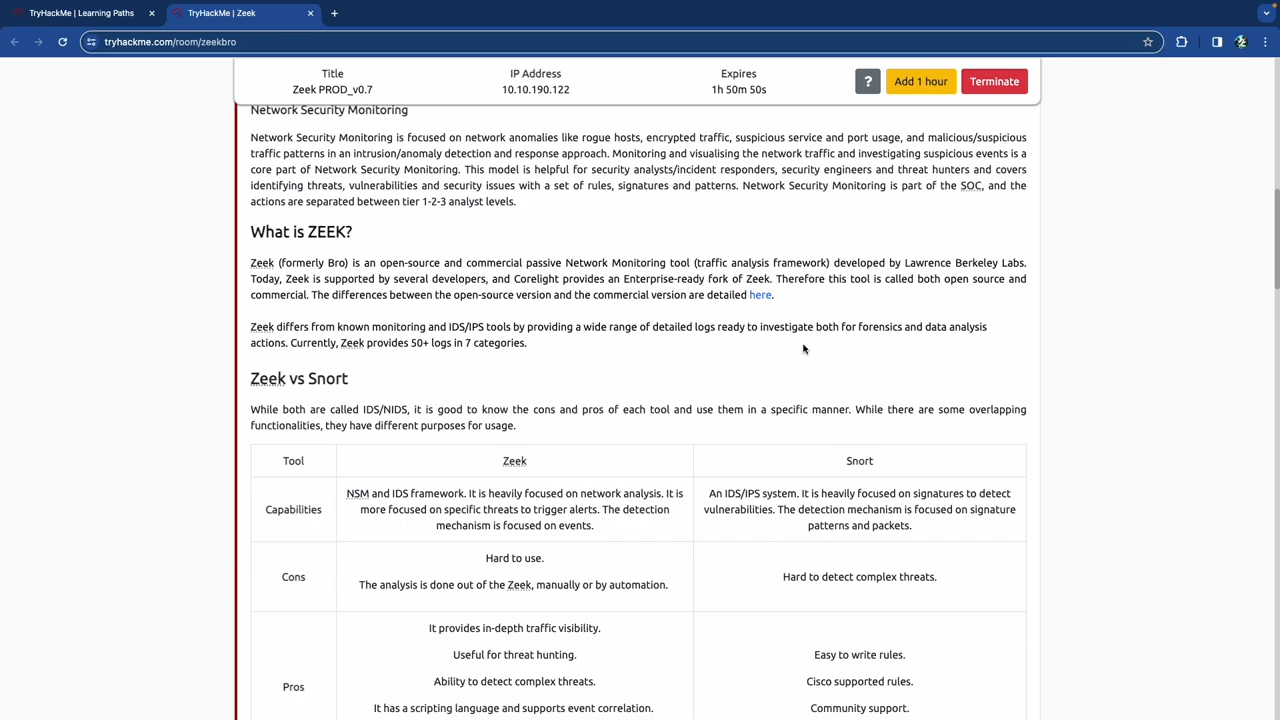 TryHackMe | Learning Paths
TryHackMe | Zeek
tryhackme.com/room/zeekbro
Title
Zeek PROD_v0.7
IP Address
10.10.190.122
Expires
1h 50m 50s
?
Add 1 hour
Terminate
Network Security Monitoring
Network Security Monitoring is focused on network anomalies like rogue hosts, encrypted traffic, suspicious service and port usage, and malicious/suspicious
traffic patterns in an intrusion/anomaly detection and response approach. Monitoring and visualising the network traffic and investigating suspicious events is a
core part of Network Security Monitoring. This model is helpful for security analysts/incident responders, security engineers and threat hunters and covers
identifying threats, vulnerabilities and security issues with a set of rules, signatures and patterns. Network Security Monitoring is part of the SOC, and the
actions are separated between tier 1-2-3 analyst levels.
What is ZEEK?
Zeek (formerly Bro) is an open-source and commercial passive Network Monitoring tool (traffic analysis framework) developed by Lawrence Berkeley Labs.
Today, Zeek is supported by several developers, and Corelight provides an Enterprise-ready fork of Zeek. Therefore this tool is called both open source and
commercial. The differences between the open-source version and the commercial version are detailed here.
Zeek differs from known monitoring and IDS/IPS tools by providing a wide range of detailed logs ready to investigate both for forensics and data analysis
actions. Currently, Zeek provides 50+ logs in 7 categories.
Zeek vs Snort
While both are called IDS/NIDS, it is good to know the cons and pros of each tool and use them in a specific manner. While there are some overlapping
functionalities, they have different purposes for usage.
Tool
Zeek
Snort
Capabilities
NSM and IDS framework. It is heavily focused on network analysis. It is
more focused on specific threats to trigger alerts. The detection
mechanism is focused on events.
An IDS/IPS system. It is heavily focused on signatures to detect
vulnerabilities. The detection mechanism is focused on signature
patterns and packets.
Cons
Hard to use.
The analysis is done out of the Zeek, manually or by automation.
Hard to detect complex threats.
Pros
It provides in-depth traffic visibility.
Useful for threat hunting.
Ability to detect complex threats.
It has a scripting language and supports event correlation.
Easy to write rules.
Cisco supported rules.
Community support.